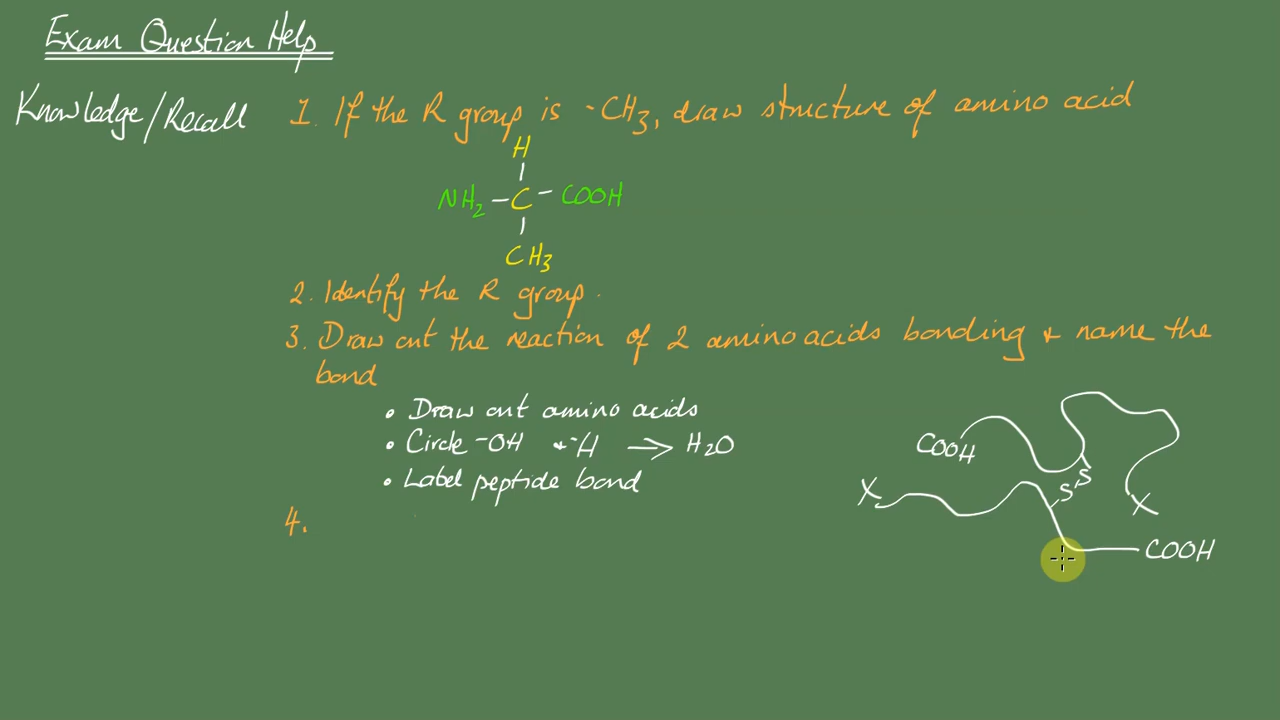 Exam Question Help
Knowledge/Recall
1. If the R group is -CH3, draw structure of amino acid
H
NH2 - C - COOH
CH3
2. Identify the R group.
3. Draw out the reaction of 2 amino acids bonding + name the
bond
• Draw out amino acids
• Circle -OH + -H → H2O
• Label peptide bond
4.
COOH
S
S
X
X
COOH